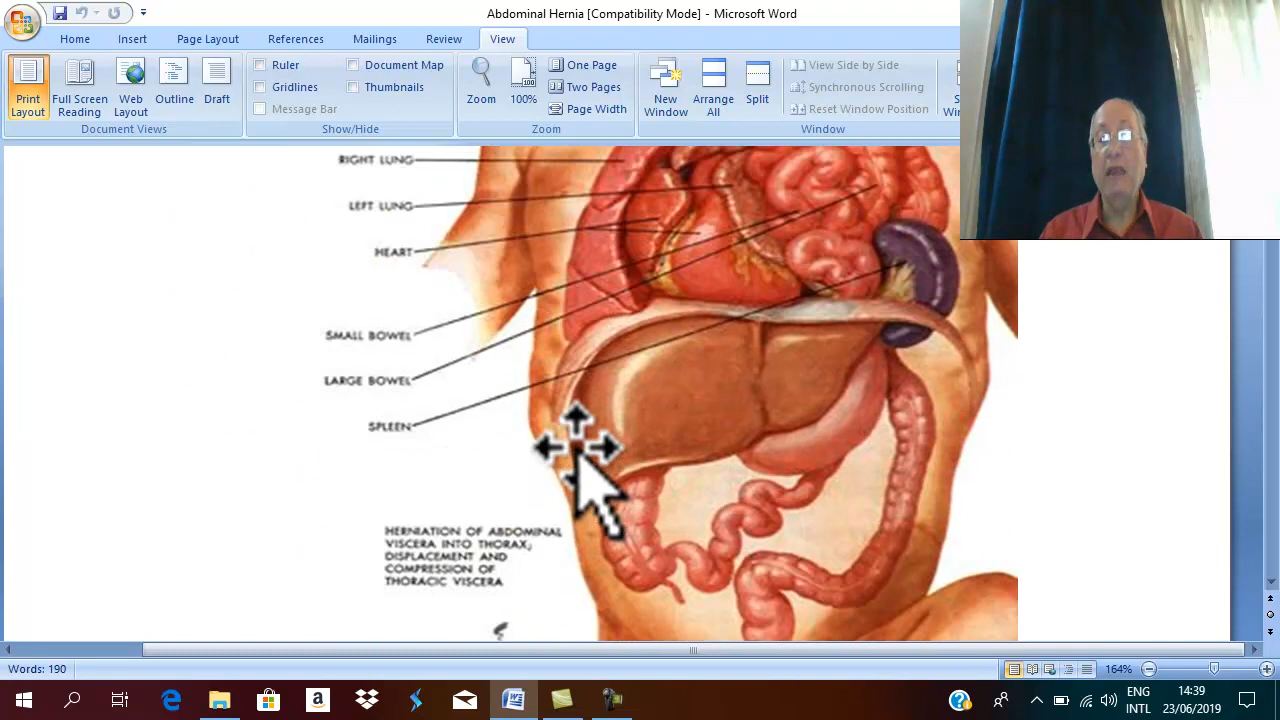 Abdominal Hernia [Compatibility Mode] - Microsoft Word
Home Insert Page Layout References Mailings Review View
Print Layout
Full Screen Reading
Web Layout
Outline
Draft
Document Views
Ruler
Gridlines
Message Bar
Document Map
Thumbnails
Show/Hide
Zoom
100%
One Page
Two Pages
Page Width
Zoom
New Window
Arrange All
Split
View Side by Side
Synchronous Scrolling
Reset Window Position
Window
RIGHT LUNG
LEFT LUNG
HEART
SMALL BOWEL
LARGE BOWEL
SPLEEN
HERNIATION OF ABDOMINAL
VISCERA INTO THORAX;
DISPLACEMENT AND
COMPRESSION OF
THORACIC VISCERA
Words: 190
164%
ENG
INTL
14:39
23/06/2019